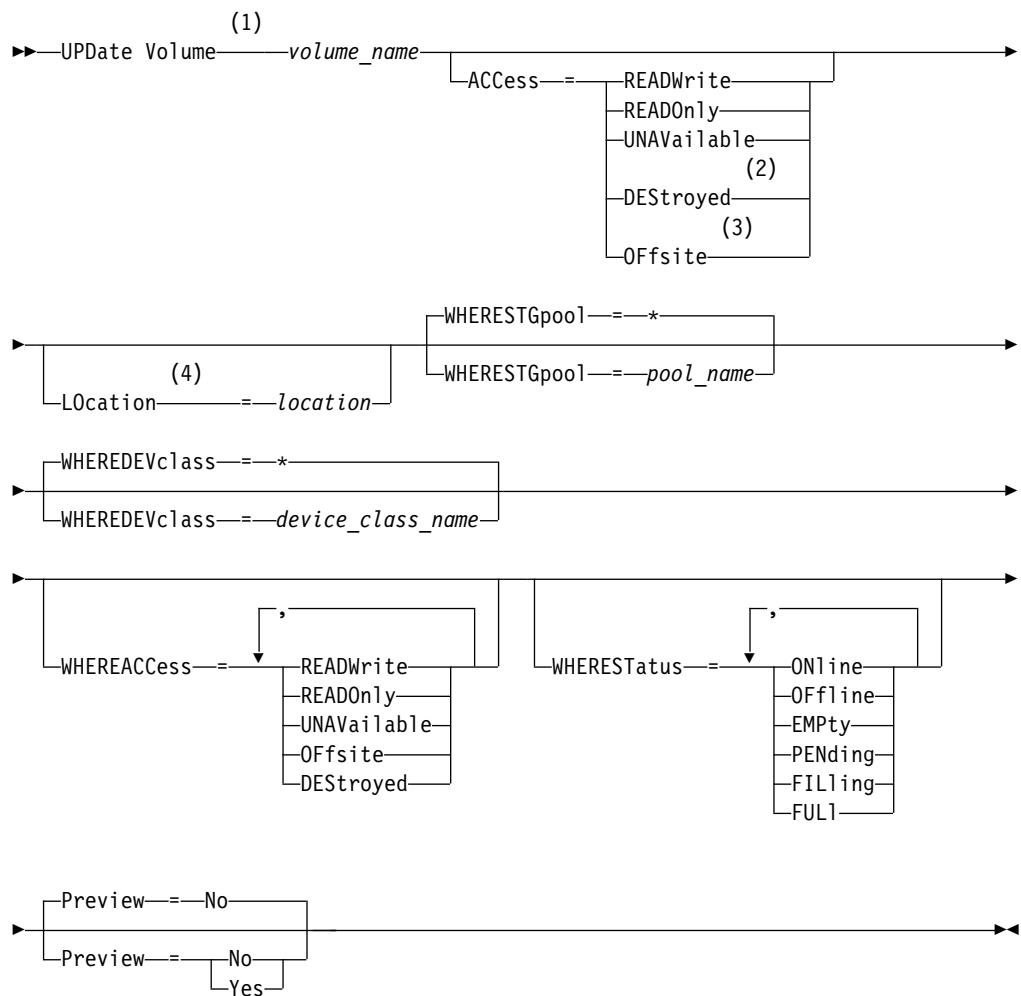 (1)
UPDate Volume volume_name
ACCess = READWrite
READOnly
UNAVailable
(2)
DEStroyed
(3)
OFfsite
WHERESTGpool = *
(4)
LOcation = location
WHERESTGpool = pool_name
WHEREDEVclass = *
WHEREDEVclass = device_class_name
,
WHEREACCess = READWrite
READOnly
UNAVailable
OFfsite
DEStroyed
,
WHERESTatus = ONline
OFfline
EMPty
PENding
FILling
FULl
Preview = No
Preview = No
Yes